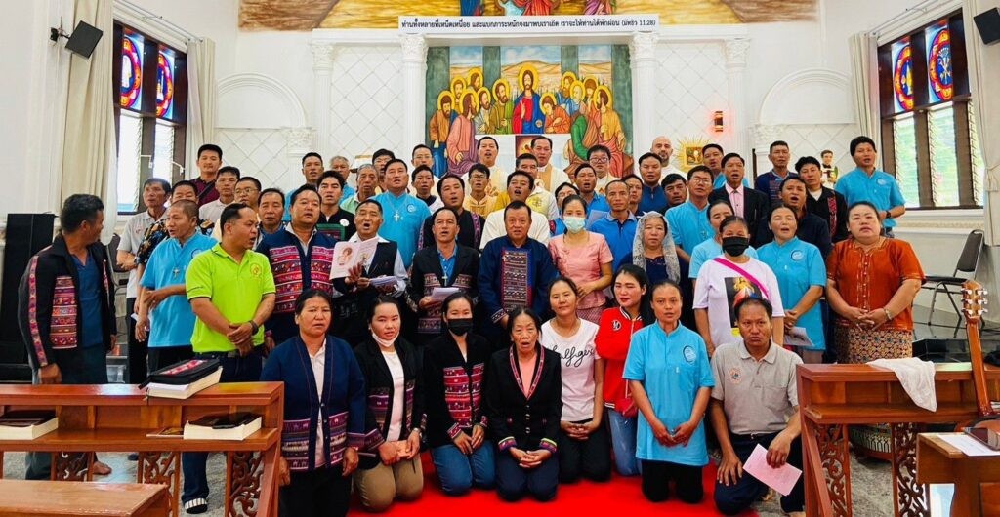 ท่านทั้งหลายที่เหน็ดเหนื่อย และแบกภาระหนักจงมาพบเราเถิด เราจะให้ท่านได้พักผ่อน (มัทธิว 11:28)